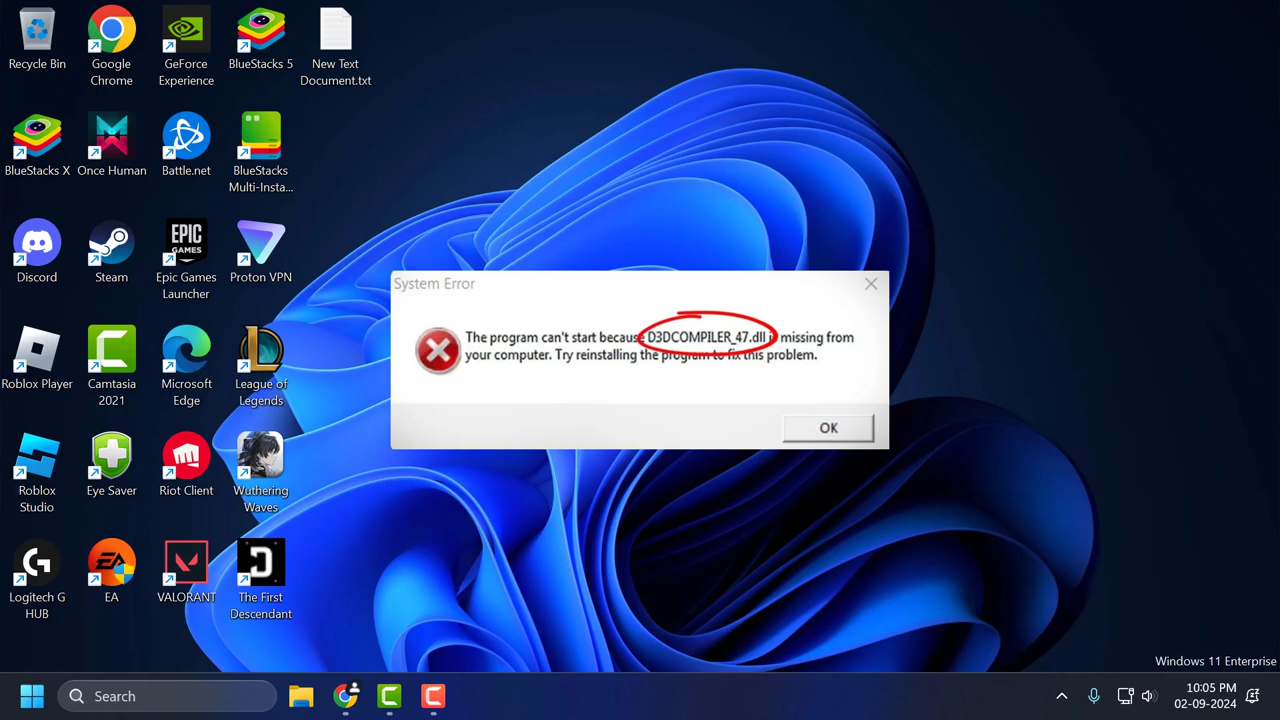 Recycle Bin
Google
Chrome
GeForce
Experience
BlueStacks 5
New Text
Document.txt
BlueStacks X
Once Human
Battle.net
BlueStacks
Multi-Insta...
Discord
Steam
EPIC
GAMES
Epic Games
Launcher
Proton VPN
System Error
The program can't start because D3DCOMPILER_47.dll is missing from
your computer. Try reinstalling the program to fix this problem.
OK
Roblox Player
Camtasia
2021
Microsoft
Edge
League of
Legends
Roblox
Studio
Eye Saver
Riot Client
Wuthering
Waves
Logitech G
HUB
EA
EA
VALORANT
The First
Descendant
Windows 11 Enterprise
Search
10:05 PM
02-09-2024